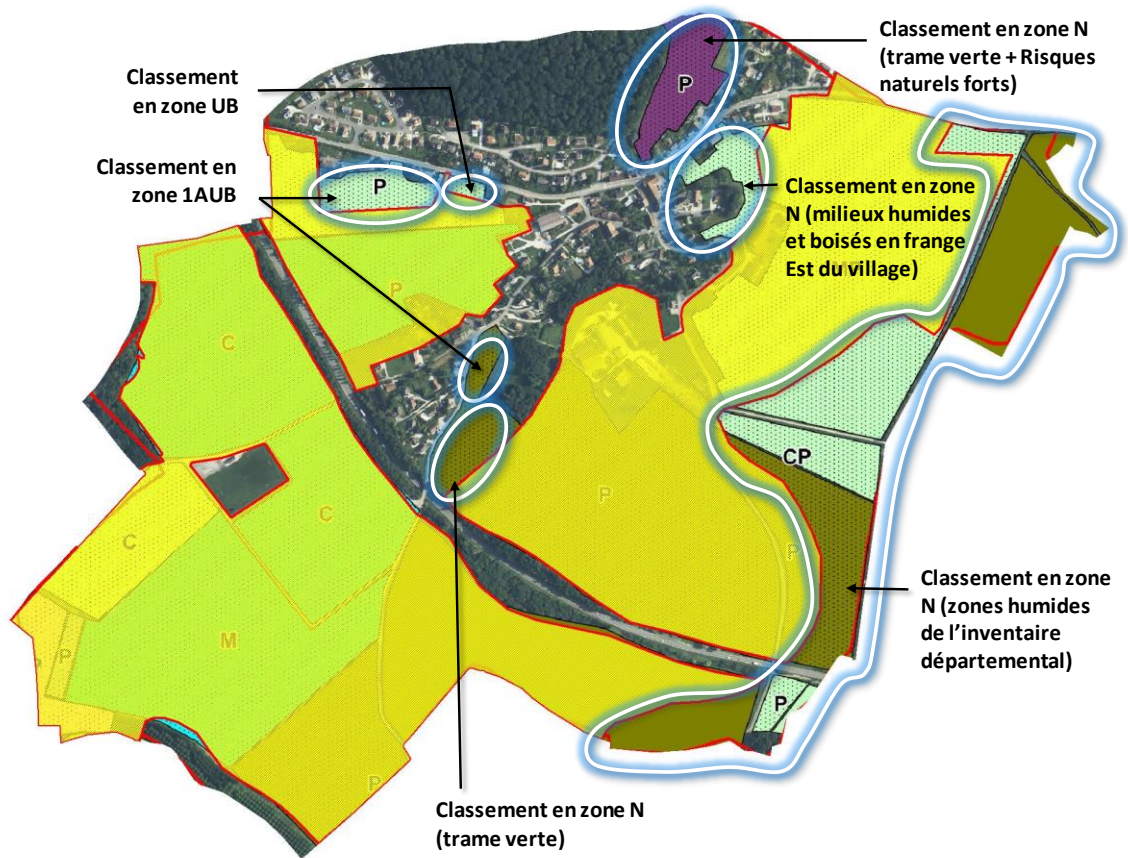 Classement en zone N
(trame verte + Risques
naturels forts)
Classement
en zone UB
P
Classement en
zone 1AUB
P
Classement en zone
N (milieux humides
et boisés en frange
Est du village)
P
C
C
CP
P
P
C
M
P
Classement en zone
N (zones humides
de l’inventaire
départemental)
P
P
Classement en zone N
(trame verte)